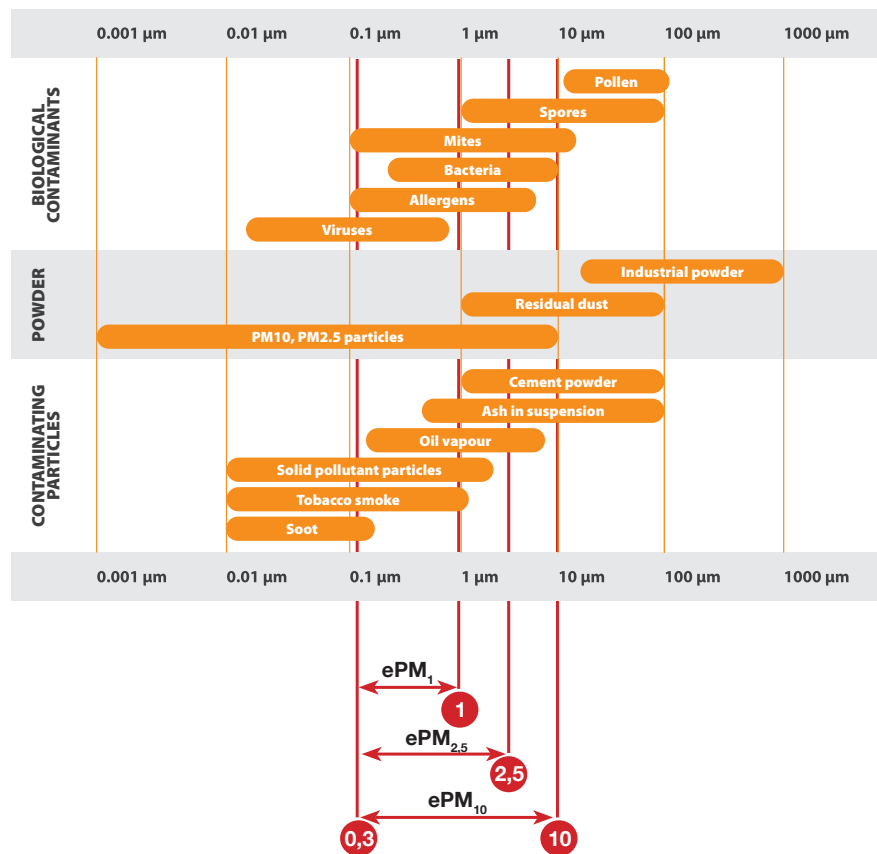 0.001 µm 0.01 µm 0.1 µm 1 µm 10 µm 100 µm 1000 µm
BIOLOGICAL
CONTAMINANTS
Pollen
Spores
Mites
Bacteria
Allergens
Viruses
POWDER
Industrial powder
Residual dust
PM10, PM2.5 particles
CONTAMINATING
PARTICLES
Cement powder
Ash in suspension
Oil vapour
Solid pollutant particles
Tobacco smoke
Soot
0.001 µm 0.01 µm 0.1 µm 1 µm 10 µm 100 µm 1000 µm
ePM1
1
ePM2,5
2,5
ePM10
0,3 10